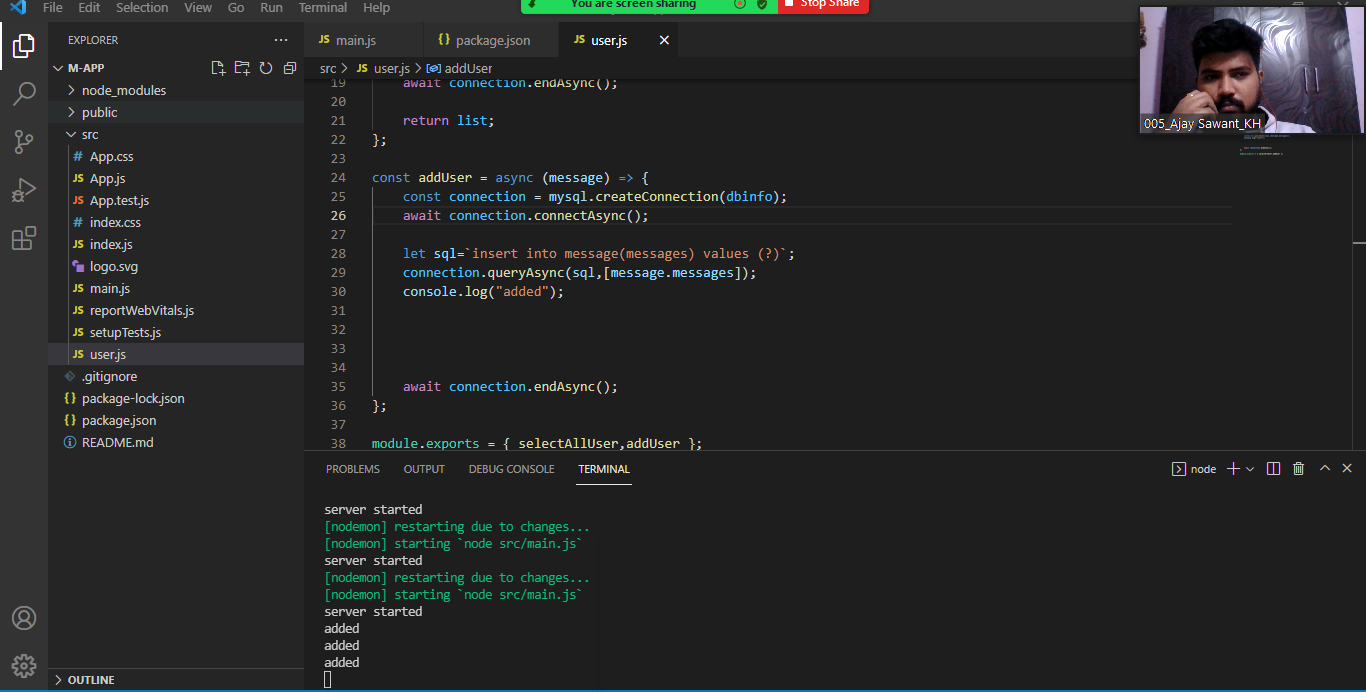 File Edit Selection View Go Run Terminal Help
You are screen sharing
Stop Share
EXPLORER
M-APP
node_modules
public
src
# App.css
JS App.js
JS App.test.js
# index.css
JS index.js
logo.svg
JS main.js
JS reportWebVitals.js
JS setupTests.js
JS user.js
.gitignore
{} package-lock.json
{} package.json
README.md
OUTLINE
JS main.js {} package.json JS user.js
src > JS user.js > addUser
19 await connection.endAsync();
20
21 return list;
22 };
23
24 const addUser = async (message) => {
25 const connection = mysql.createConnection(dbinfo);
26 await connection.connectAsync();
27
28 let sql=`insert into message(messages) values (?)`;
29 connection.queryAsync(sql,[message.messages]);
30 console.log("added");
31
32
33
34
35 await connection.endAsync();
36 };
37
38 module.exports = { selectAllUser,addUser };
005_Ajay Sawant_KH
PROBLEMS OUTPUT DEBUG CONSOLE TERMINAL
node
server started
[nodemon] restarting due to changes...
[nodemon] starting `node src/main.js`
server started
[nodemon] restarting due to changes...
[nodemon] starting `node src/main.js`
server started
added
added
added